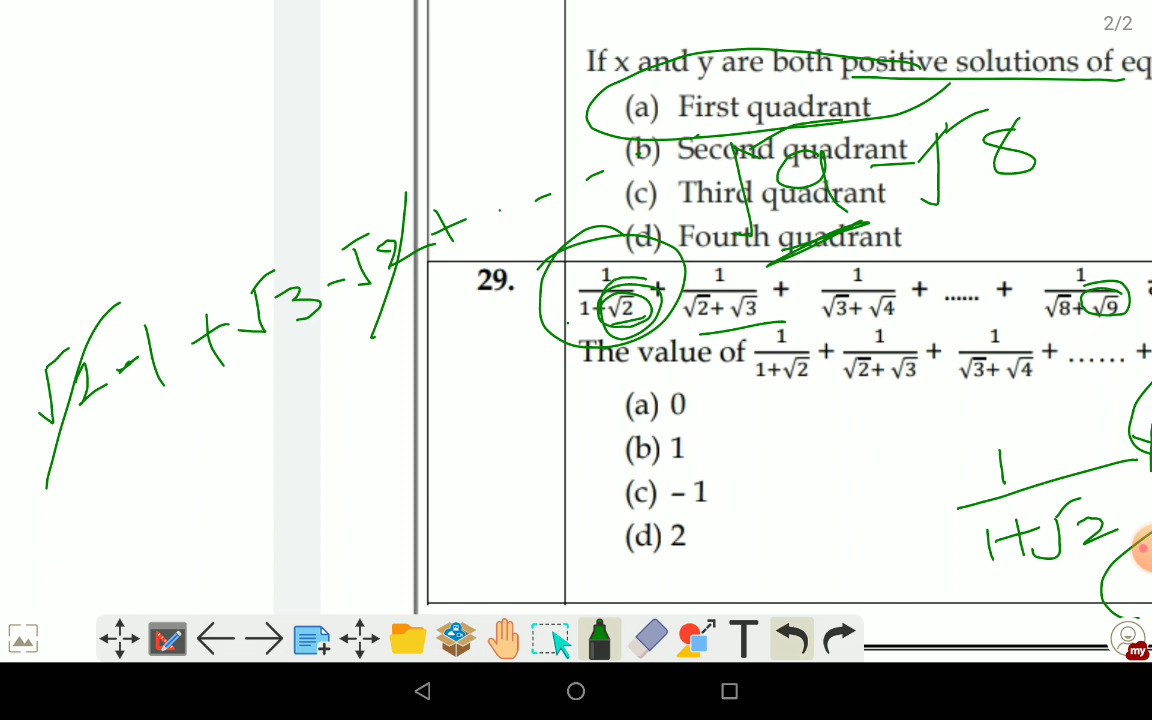 2/2
If x and y are both positive solutions of eq
(a) First quadrant
(b) Second quadrant
(c) Third quadrant
(d) Fourth quadrant
√9 - √8
√2 - 1 + √3 - √2 + . - -
29. 1/(1+√2) + 1/(√2+ √3) + 1/(√3+ √4) + ...... + 1/(√8+ √9)
The value of 1/(1+√2) + 1/(√2+ √3) + 1/(√3+ √4) + ...... +
(a) 0
(b) 1
(c) – 1
(d) 2
1/(1+√2)
T
my